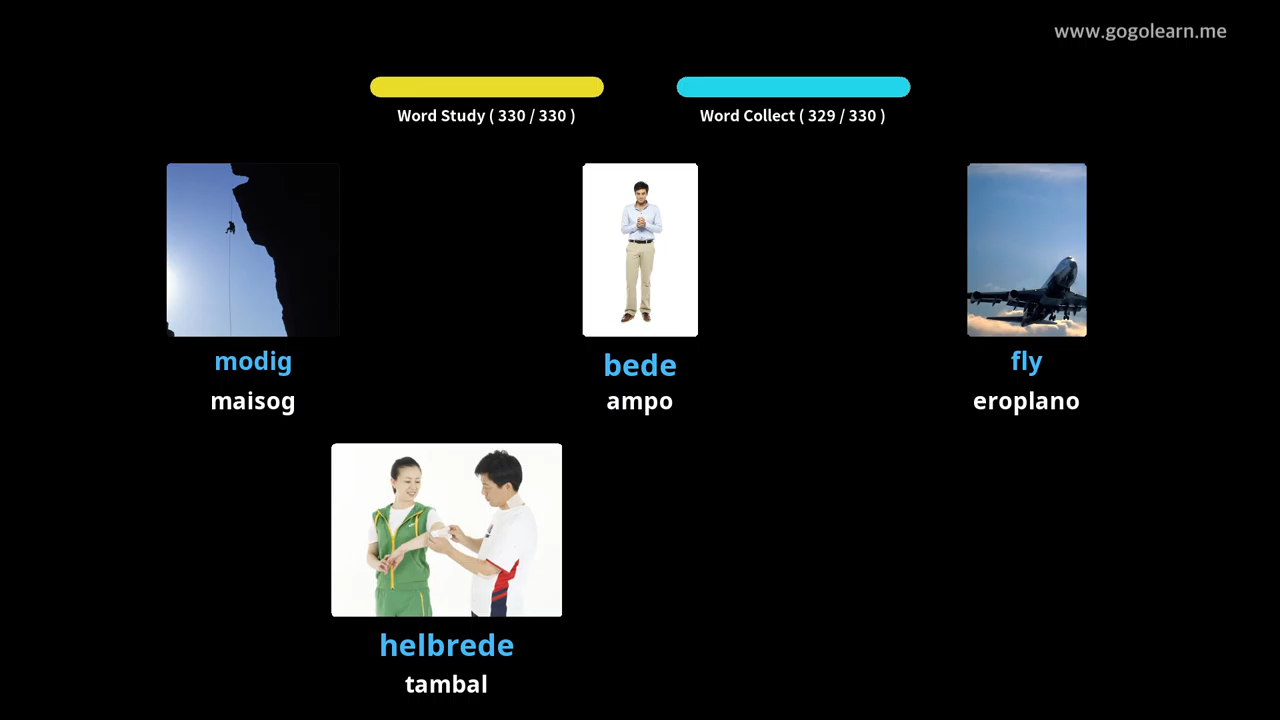 www.gogolearn.me
Word Study ( 330 / 330 )
Word Collect ( 329 / 330 )
modig
maisog
bede
ampo
fly
eroplano
helbrede
tambal